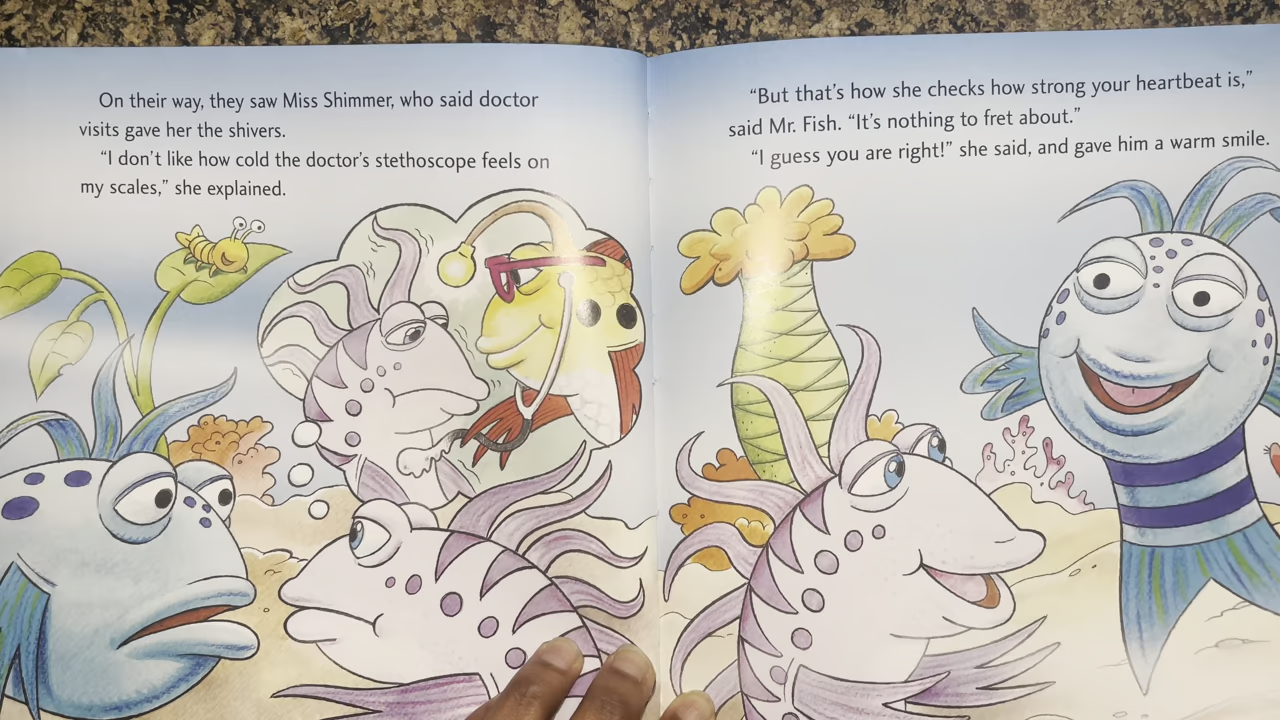 On their way, they saw Miss Shimmer, who said doctor
visits gave her the shivers.
“I don’t like how cold the doctor’s stethoscope feels on
my scales,” she explained.
“But that’s how she checks how strong your heartbeat is,”
said Mr. Fish. “It’s nothing to fret about.”
“I guess you are right!” she said, and gave him a warm smile.